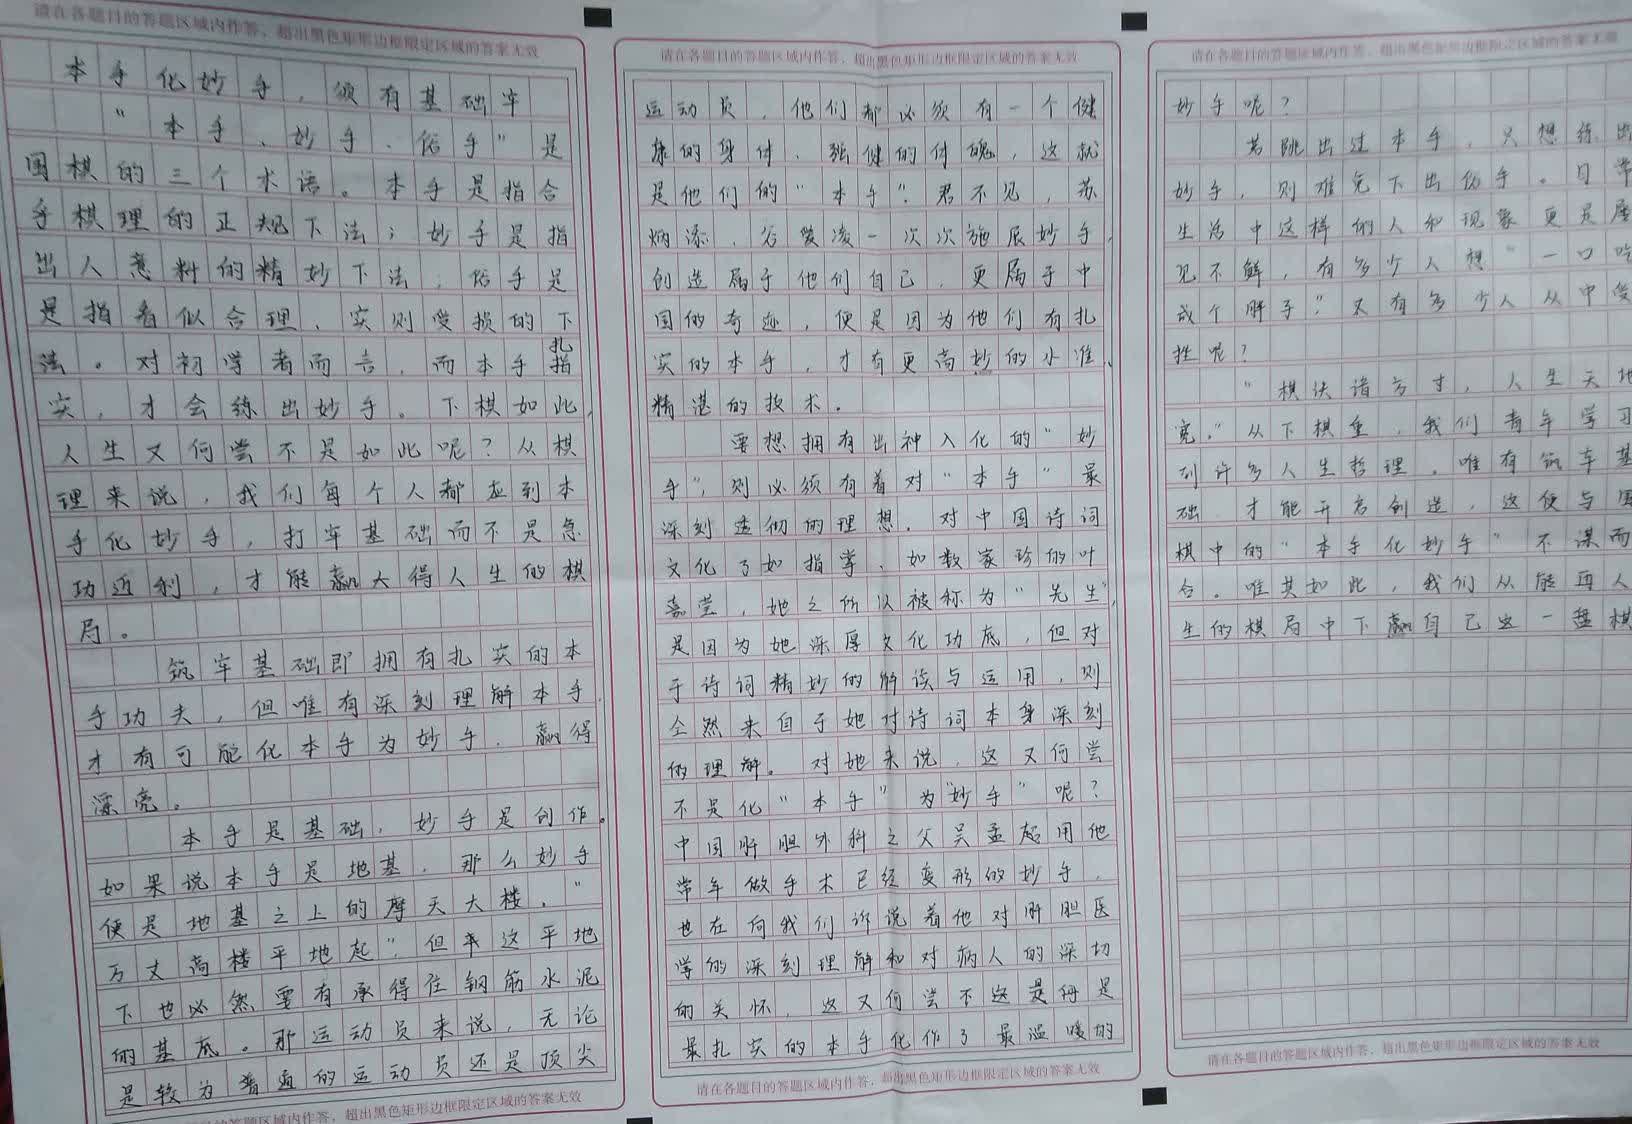 请在各题目的答题区域内作答，超出黑色矩形边框限定区域的答案无效
本手化妙手，须有基础牢
“本手、妙手、俗手”是
围棋的三个术语。本手是指合
乎棋理的正规下法；妙手是指
出人意料的精妙下法；俗手是
是指看似合理、实则受损的下
法。对初学者而言，而本手扎
实，才会练出妙手。下棋如此，
人生又何尝不是如此呢？从棋
理来说，我们每个人都应到本
手化妙手，打牢基础而不是急
功近利，才能赢大得人生的棋
局。
筑牢基础即拥有扎实的本
手功夫，但唯有深刻理解本手，
才有可能化本手为妙手，赢得
漂亮。
本手是基础，妙手是创作。
如果说本手是地基，那么妙手
便是地基之上的摩天大楼，“
万丈高楼平地起”，但这平地
下也必然要有承得住钢筋水泥
的基底。那运动员来说，无论
是较为普通的运动员还是顶尖
答题区域内作答，超出黑色矩形边框限定区域的答案无效
请在各题目的答题区域内作答，超出黑色矩形边框限定区域的答案无效
运动员，他们都必须有一个健
康的身体、强健的体魄，这就
是他们的“本手”。君不见，苏
炳添、谷爱凌一次次施展妙手，
创造属于他们自己、更属于中
国的奇迹，便是因为他们有扎
实的本手，才有更高妙的水准、
精湛的技术。
要想拥有出神入化的“妙
手”，则必须有着对“本手”最
深刻透彻的理想。对中国诗词
文化了如指掌、如数家珍的叶
嘉莹，她之所以被称为“先生”，
是因为她深厚文化功底，但对
于诗词精妙的解读与运用，则
全然来自于她对诗词本身深刻
的理解。对她来说，这又何尝
不是化“本手”为“妙手”呢？
中国肝胆外科之父吴孟超用他
常年做手术已经变形的妙手，
也在向我们诉说着他对肝胆医
学的深刻理解和对病人的深切
的关怀，这又何尝不这是
最扎实的本手化作了最温暖的
请在各题目的答题区域内作答，超出黑色矩形边框限定区域的答案无效
请在各题目的答题区域内作答，超出黑色矩形边框限定区域的答案无效
妙手呢？
若跳出过本手，只想练出
妙手，则难免下出俗手。日常
生活中这样的人和现象更是屡
见不鲜，有多少人想“一口吃
成个胖子”？又有多少人从中受
挫呢？
“棋伏诸方寸，人生天地
宽。”从下棋里，我们青年学习
到许多人生哲理，唯有筑牢基
础，才能开启创造，这便与围
棋中的“本手化妙手”不谋而
合。唯其如此，我们从能再人
生的棋局中下赢自己这一盘棋
请在各题目的答题区域内作答，超出黑色矩形边框限定区域的答案无效